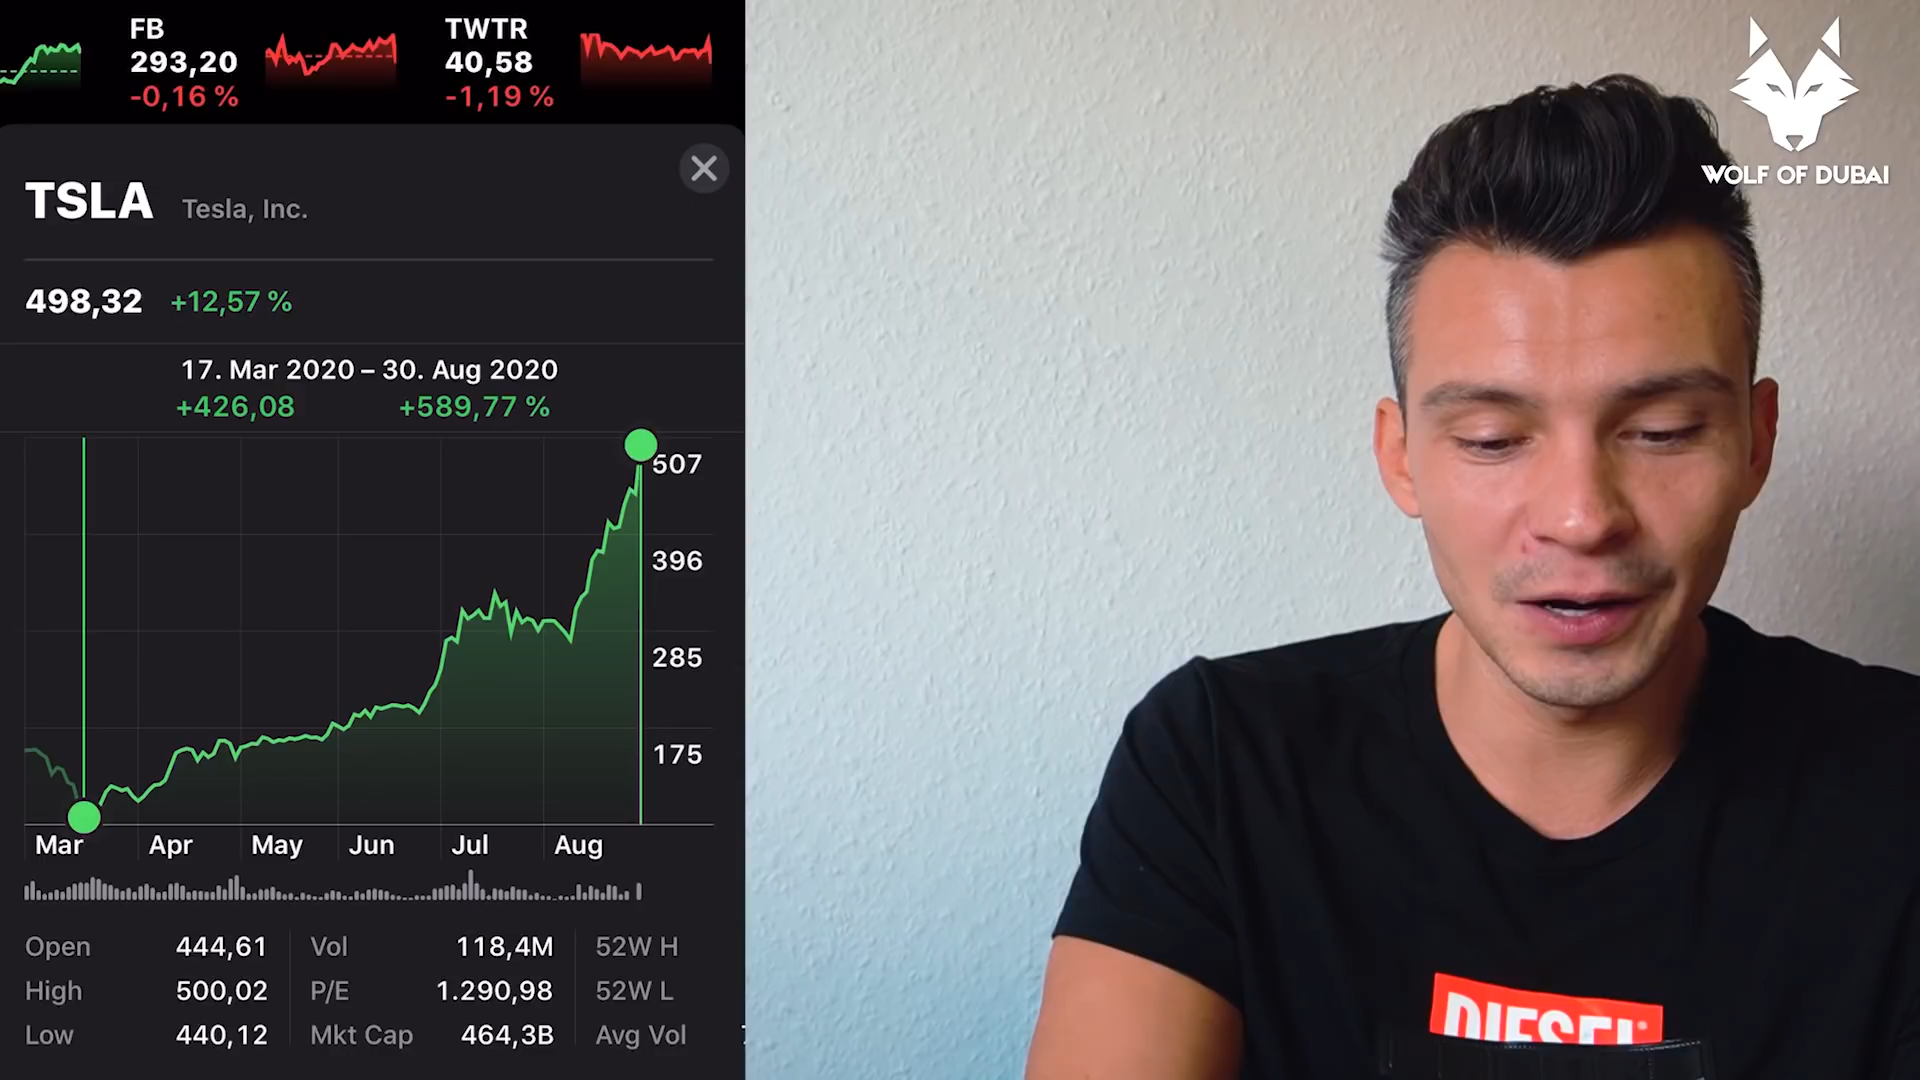 FB
293,20
-0,16 %
TWTR
40,58
-1,19 %
TSLA Tesla, Inc.
498,32 +12,57 %
17. Mar 2020 – 30. Aug 2020
+426,08 +589,77 %
507
396
285
175
Mar Apr May Jun Jul Aug
Open 444,61 Vol 118,4M 52W H
High 500,02 P/E 1.290,98 52W L
Low 440,12 Mkt Cap 464,3B Avg Vol
WOLF OF DUBAI
DIESEL